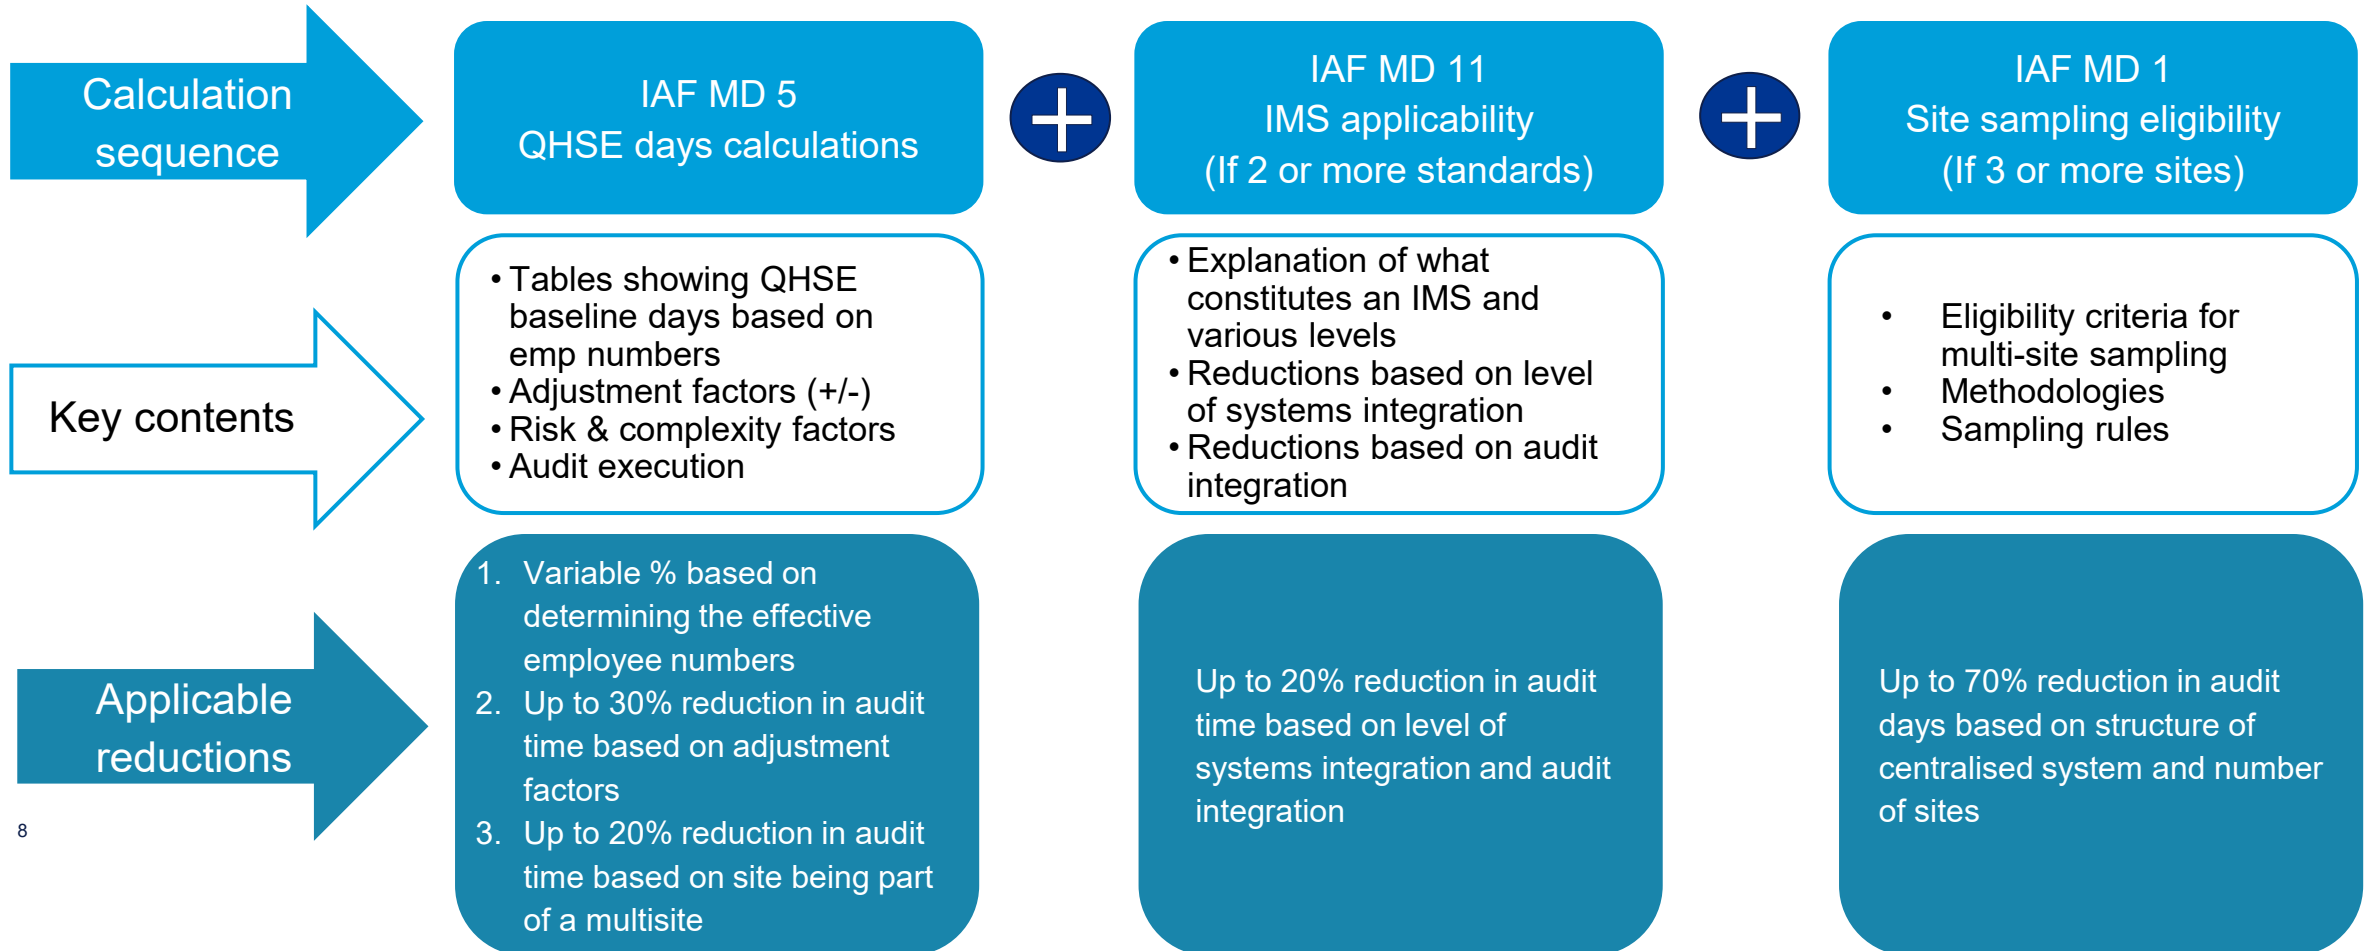 Calculation
sequence
IAF MD 5
QHSE days calculations
IAF MD 11
IMS applicability
(If 2 or more standards)
IAF MD 1
Site sampling eligibility
(If 3 or more sites)
Key contents
• Tables showing QHSE
baseline days based on
emp numbers
• Adjustment factors (+/-)
• Risk & complexity factors
• Audit execution
• Explanation of what
constitutes an IMS and
various levels
• Reductions based on level
of systems integration
• Reductions based on audit
integration
• Eligibility criteria for
multi-site sampling
• Methodologies
• Sampling rules
Applicable
reductions
1. Variable % based on
determining the effective
employee numbers
2. Up to 30% reduction in audit
time based on adjustment
factors
3. Up to 20% reduction in audit
time based on site being part
of a multisite
Up to 20% reduction in audit
time based on level of
systems integration and audit
integration
Up to 70% reduction in audit
days based on structure of
centralised system and number
of sites
8